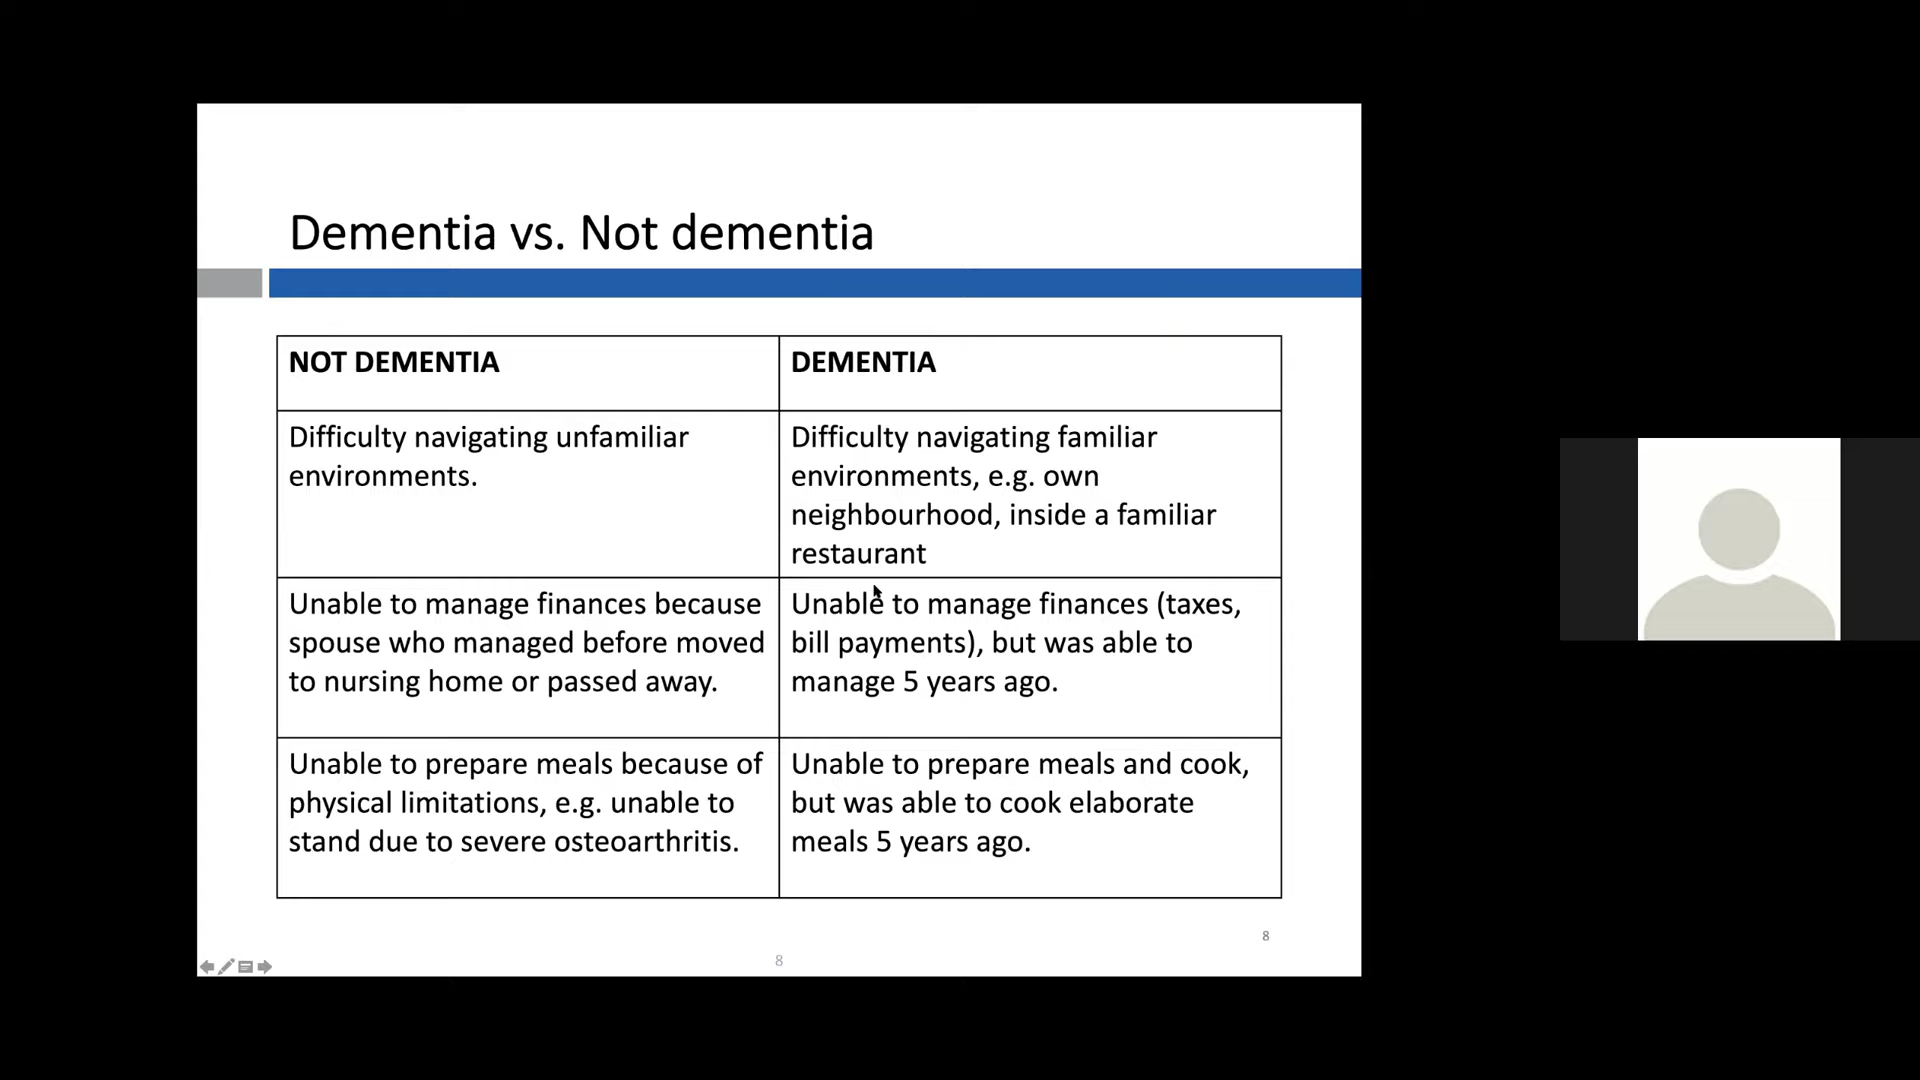 Dementia vs. Not dementia
NOT DEMENTIA
DEMENTIA
Difficulty navigating unfamiliar
environments.
Difficulty navigating familiar
environments, e.g. own
neighbourhood, inside a familiar
restaurant
Unable to manage finances because
spouse who managed before moved
to nursing home or passed away.
Unable to manage finances (taxes,
bill payments), but was able to
manage 5 years ago.
Unable to prepare meals because of
physical limitations, e.g. unable to
stand due to severe osteoarthritis.
Unable to prepare meals and cook,
but was able to cook elaborate
meals 5 years ago.
8
8